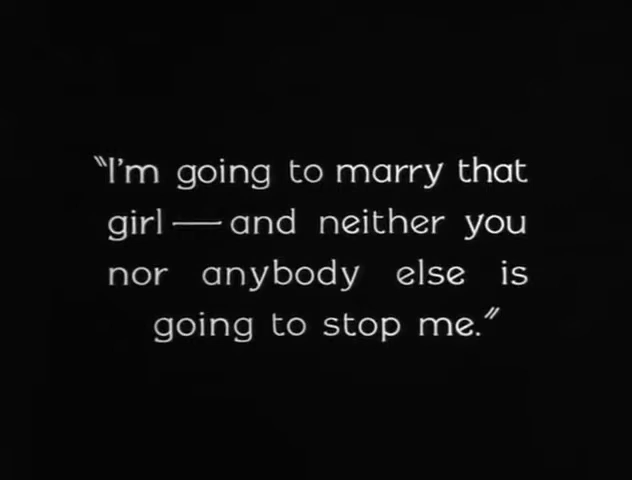 "I'm going to marry that
girl — and neither you
nor anybody else is
going to stop me."